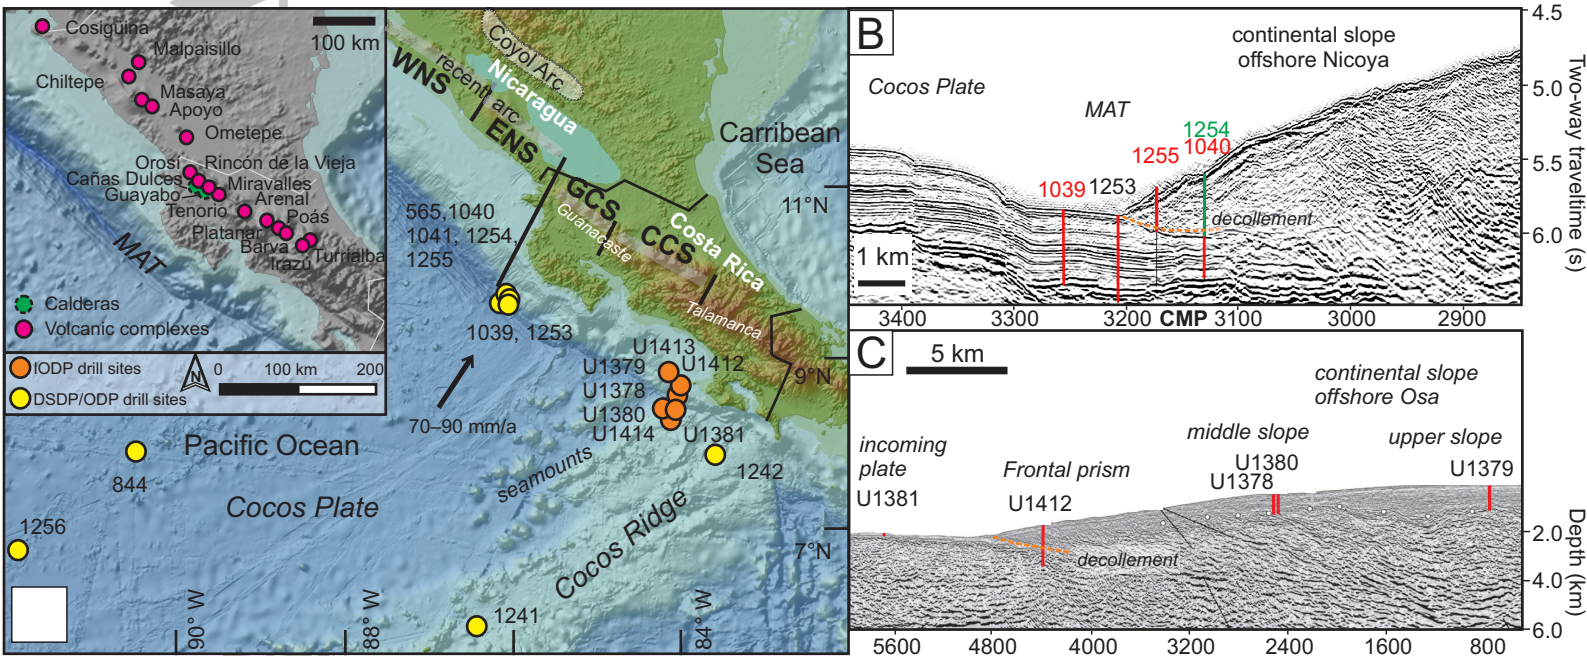 Cosigüina
Malpaisillo
Chiltepe
Masaya
Apoyo
Ometepe
Orosí
Rincón de la Vieja
Cañas Dulces
Miravalles
Guayabo
Arenal
Tenorio
Poás
Platanar
Barva
Turrialba
Irazú
MAT
100 km
Calderas
Volcanic complexes
IODP drill sites
DSDP/ODP drill sites
N
0 100 km 200
WNS
recent arc
Coyol Arc
Nicaragua
ENS
Carribean
Sea
GCS
Guanacaste
CCS
Costa Rica
Talamanca
11°N
565,1040
1041, 1254,
1255
1039, 1253
70–90 mm/a
U1413
U1379
U1412
U1378
U1380
U1414
U1381
9°N
1242
Pacific Ocean
844
seamounts
Cocos Plate
1256
Cocos Ridge
7°N
1241
90° W
88° W
84° W
B
Cocos Plate
MAT
continental slope
offshore Nicoya
1254
1040
1255
1039
1253
decollement
1 km
3400 3300 3200 CMP 3100 3000 2900
4.5
5.0
5.5
6.0
Two-way traveltime (s)
C
5 km
continental slope
offshore Osa
incoming
plate
U1381
Frontal prism
U1412
middle slope
U1380
U1378
upper slope
U1379
decollement
2.0
4.0
6.0
Depth (km)
5600 4800 4000 3200 2400 1600 800